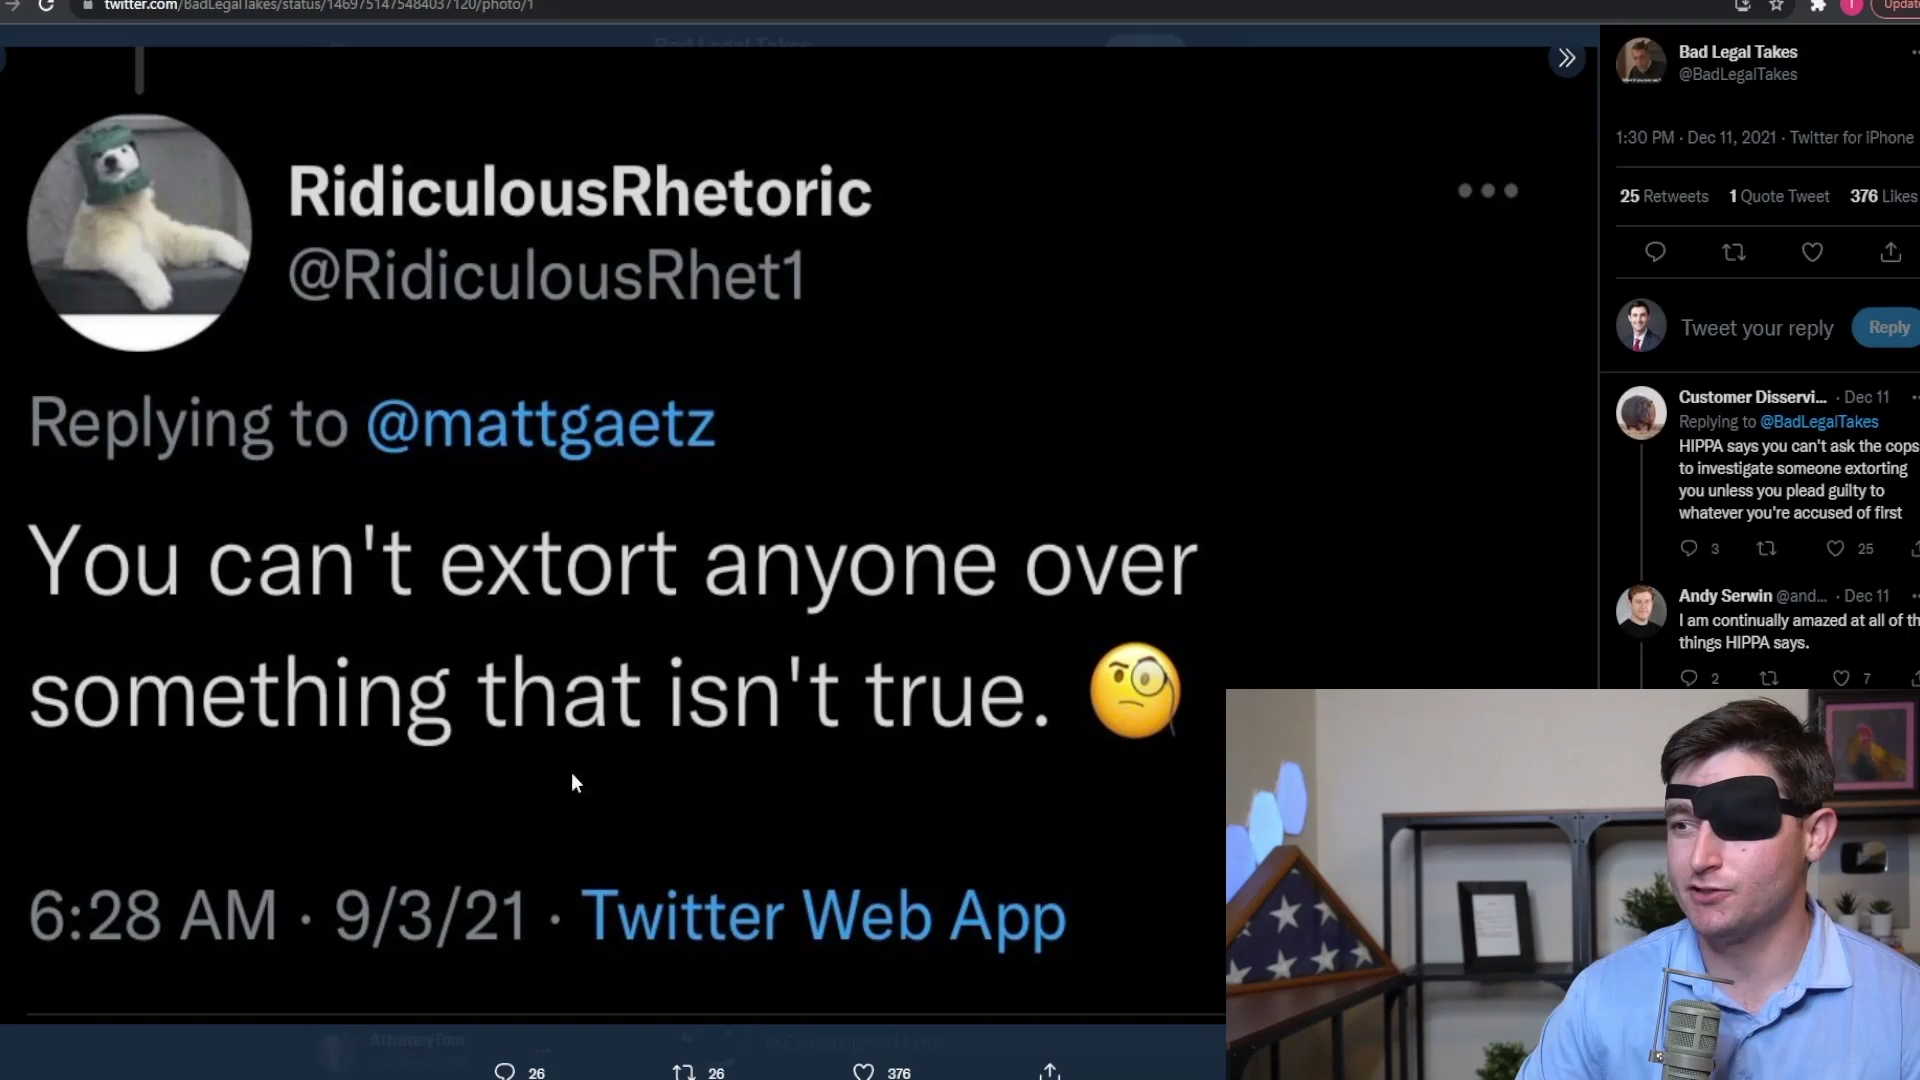 twitter.com/BadLegalTakes/status/1469751475484037120/photo/1
Update
Bad Legal Takes
RidiculousRhetoric
@RidiculousRhet1
Replying to @mattgaetz
You can't extort anyone over
something that isn't true. 🧐
6:28 AM · 9/3/21 · Twitter Web App
AttorneyTom
26
26
376
Bad Legal Takes
@BadLegalTakes
1:30 PM · Dec 11, 2021 · Twitter for iPhone
25 Retweets 1 Quote Tweet 376 Likes
Tweet your reply
Reply
Customer Disservi... · Dec 11
Replying to @BadLegalTakes
HIPPA says you can't ask the cops
to investigate someone extorting
you unless you plead guilty to
whatever you're accused of first
3 25
Andy Serwin @and... · Dec 11
I am continually amazed at all of th
things HIPPA says.
2 7